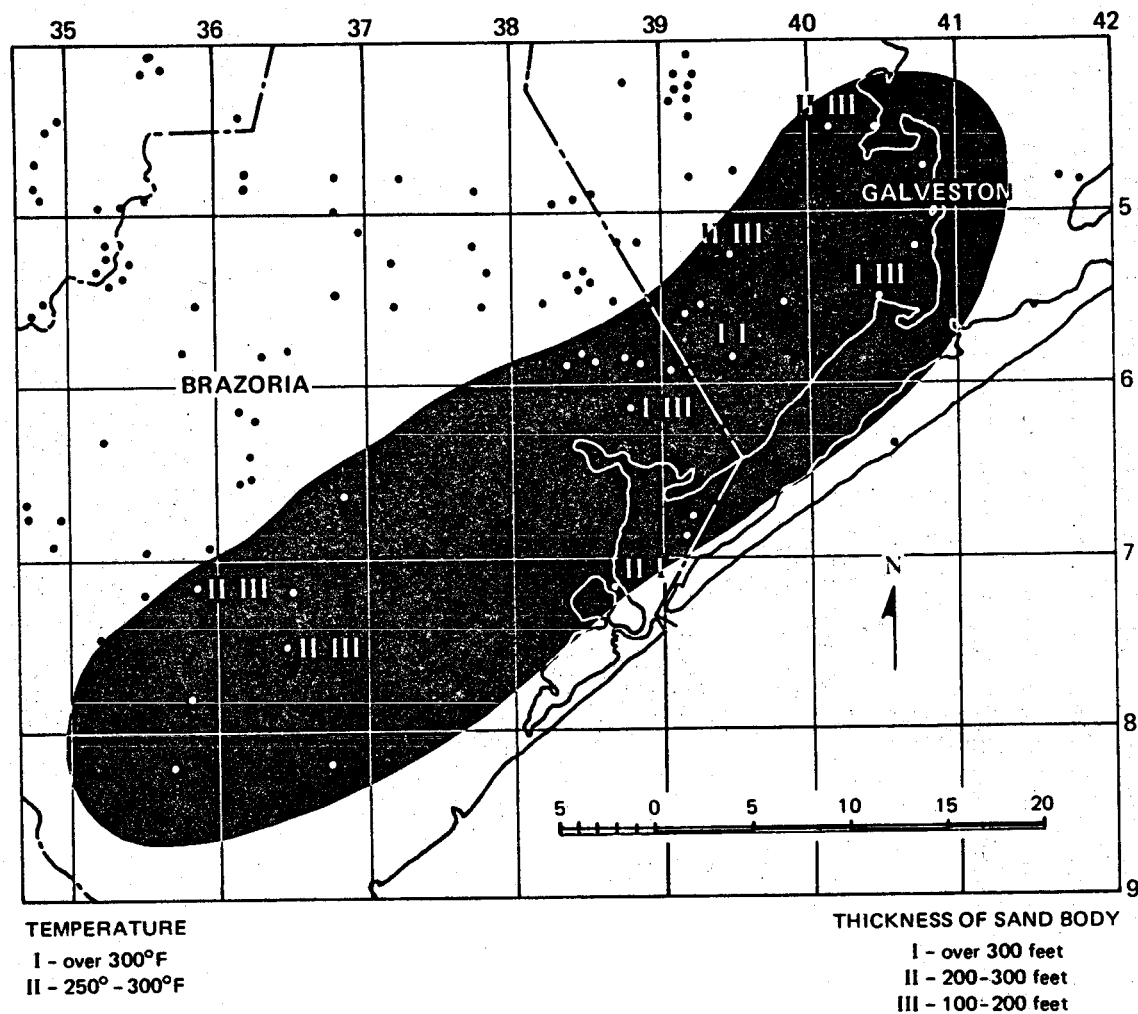 35 36 37 38 39 40 41 42
II III
GALVESTON
5
II III
I III
I I
BRAZORIA
6
I III
7
II I
N
II III
II III
8
5 0 5 10 15 20
9
TEMPERATURE
I - over 300°F
II - 250° - 300°F
THICKNESS OF SAND BODY
I - over 300 feet
II - 200-300 feet
III - 100-200 feet